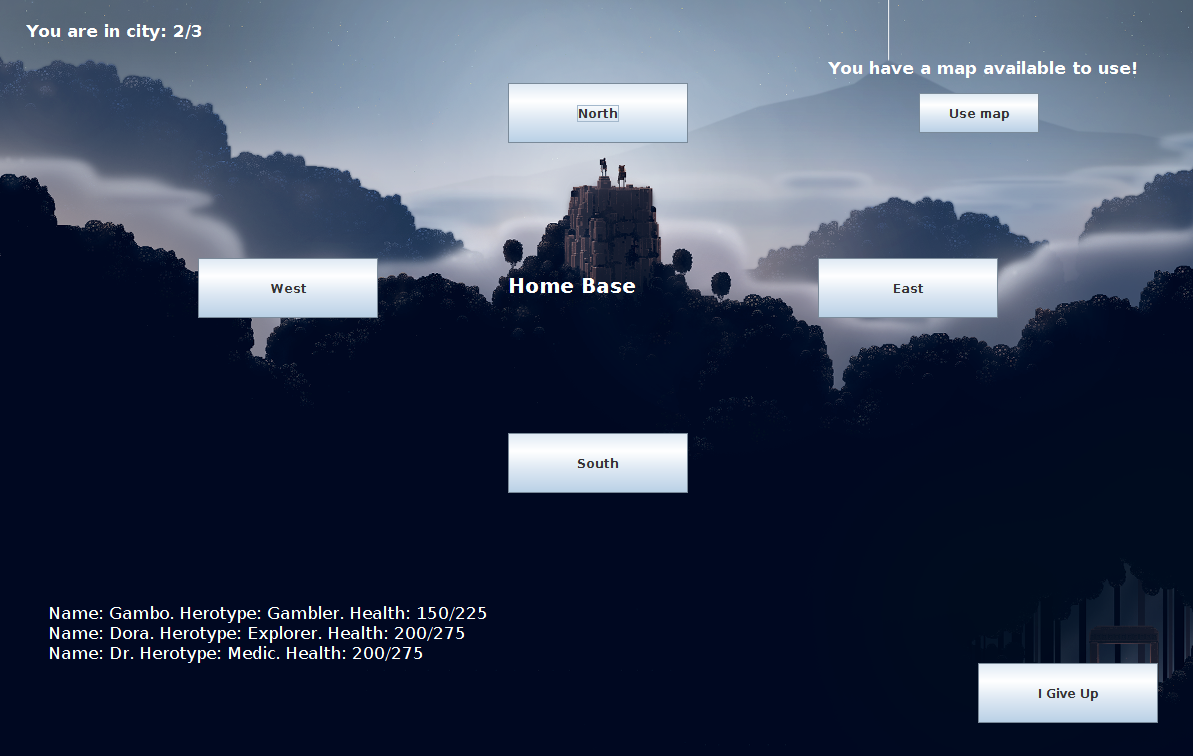 You are in city: 2/3
You have a map available to use!
North
Use map
West
Home Base
East
South
Name: Gambo. Herotype: Gambler. Health: 150/225
Name: Dora. Herotype: Explorer. Health: 200/275
Name: Dr. Herotype: Medic. Health: 200/275
I Give Up